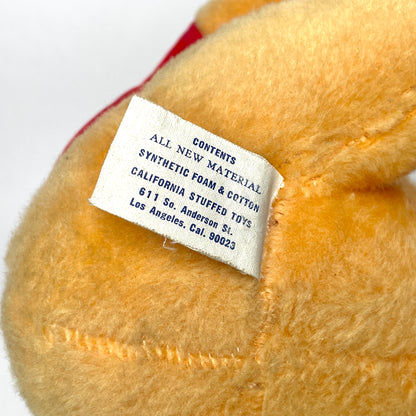 CONTENTS
ALL NEW MATERIAL
SYNTHETIC FOAM & COTTON
CALIFORNIA STUFFED TOYS
611 So. Anderson St.
Los Angeles, Cal. 90023